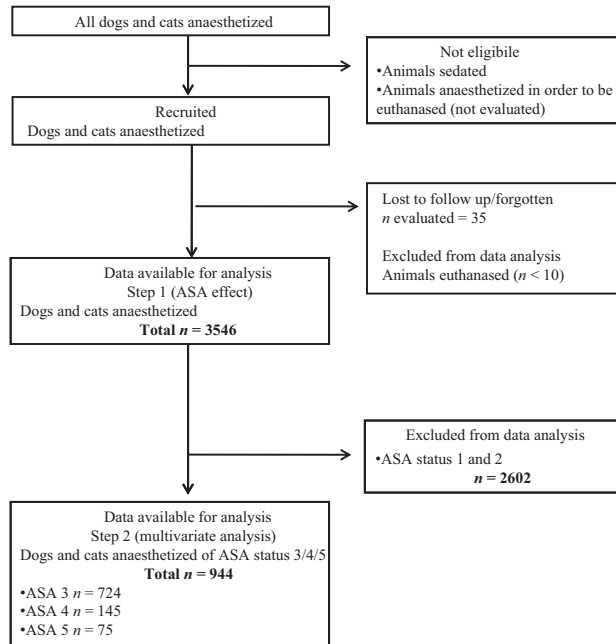 All dogs and cats anaesthetized
Not eligibile
•Animals sedated
•Animals anaesthetized in order to be
euthanased (not evaluated)
Recruited
Dogs and cats anaesthetized
Lost to follow up/forgotten
n evaluated = 35
Excluded from data analysis
Animals euthanased (n < 10)
Data available for analysis
Step 1 (ASA effect)
Dogs and cats anaesthetized
Total n = 3546
Excluded from data analysis
•ASA status 1 and 2
n = 2602
Data available for analysis
Step 2 (multivariate analysis)
Dogs and cats anaesthetized of ASA status 3/4/5
Total n = 944
•ASA 3 n = 724
•ASA 4 n = 145
•ASA 5 n = 75